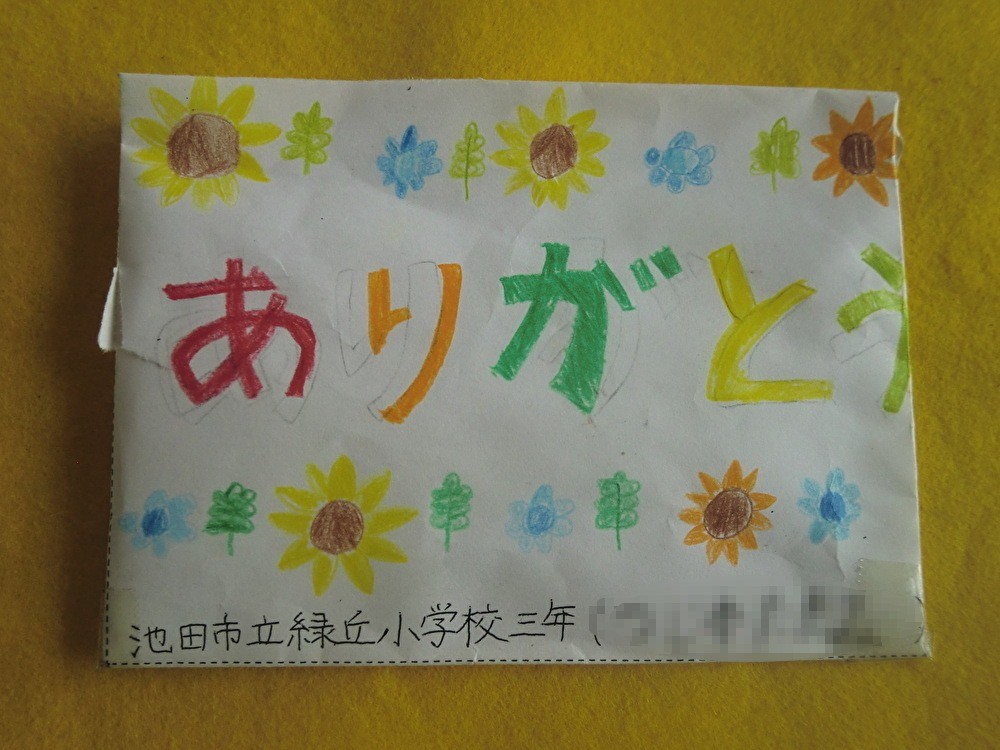 ありがとう
池田市立緑丘小学校三年（